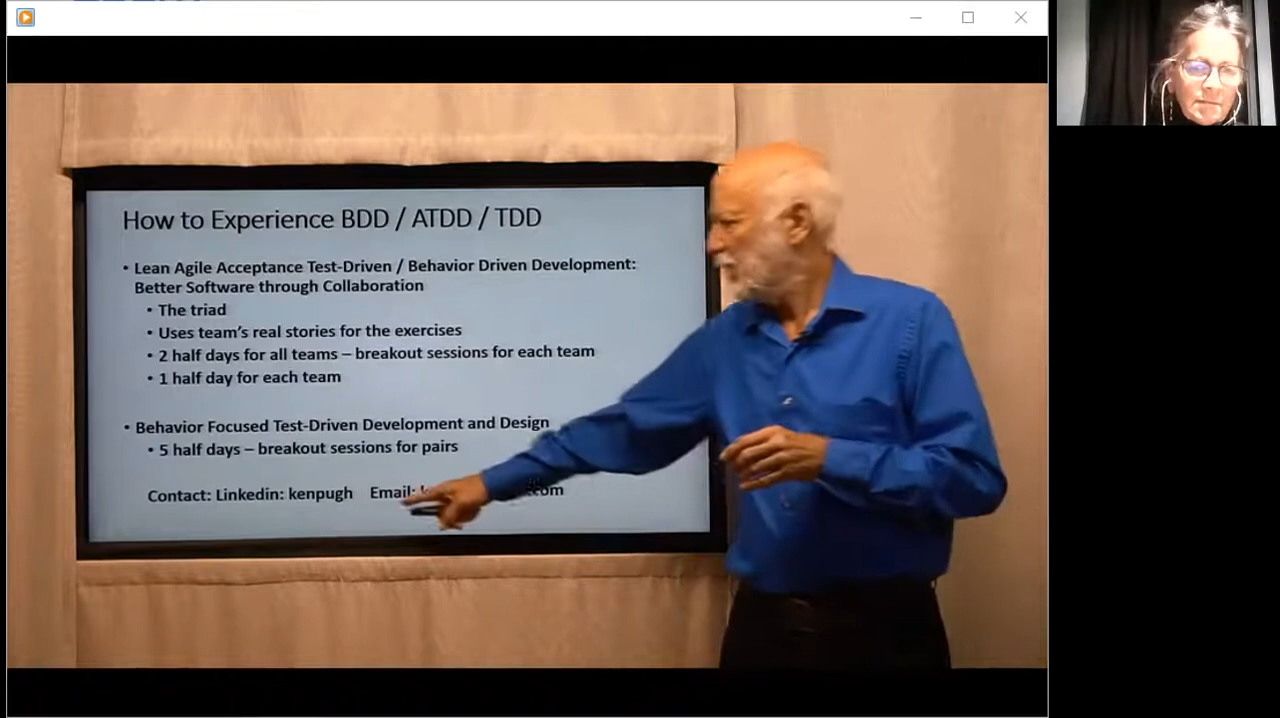 How to Experience BDD / ATDD / TDD
• Lean Agile Acceptance Test-Driven / Behavior Driven Development:
Better Software through Collaboration
• The triad
• Uses team's real stories for the exercises
• 2 half days for all teams – breakout sessions for each team
• 1 half day for each team
• Behavior Focused Test-Driven Development and Design
• 5 half days – breakout sessions for pairs
Contact: Linkedin: kenpugh Email: